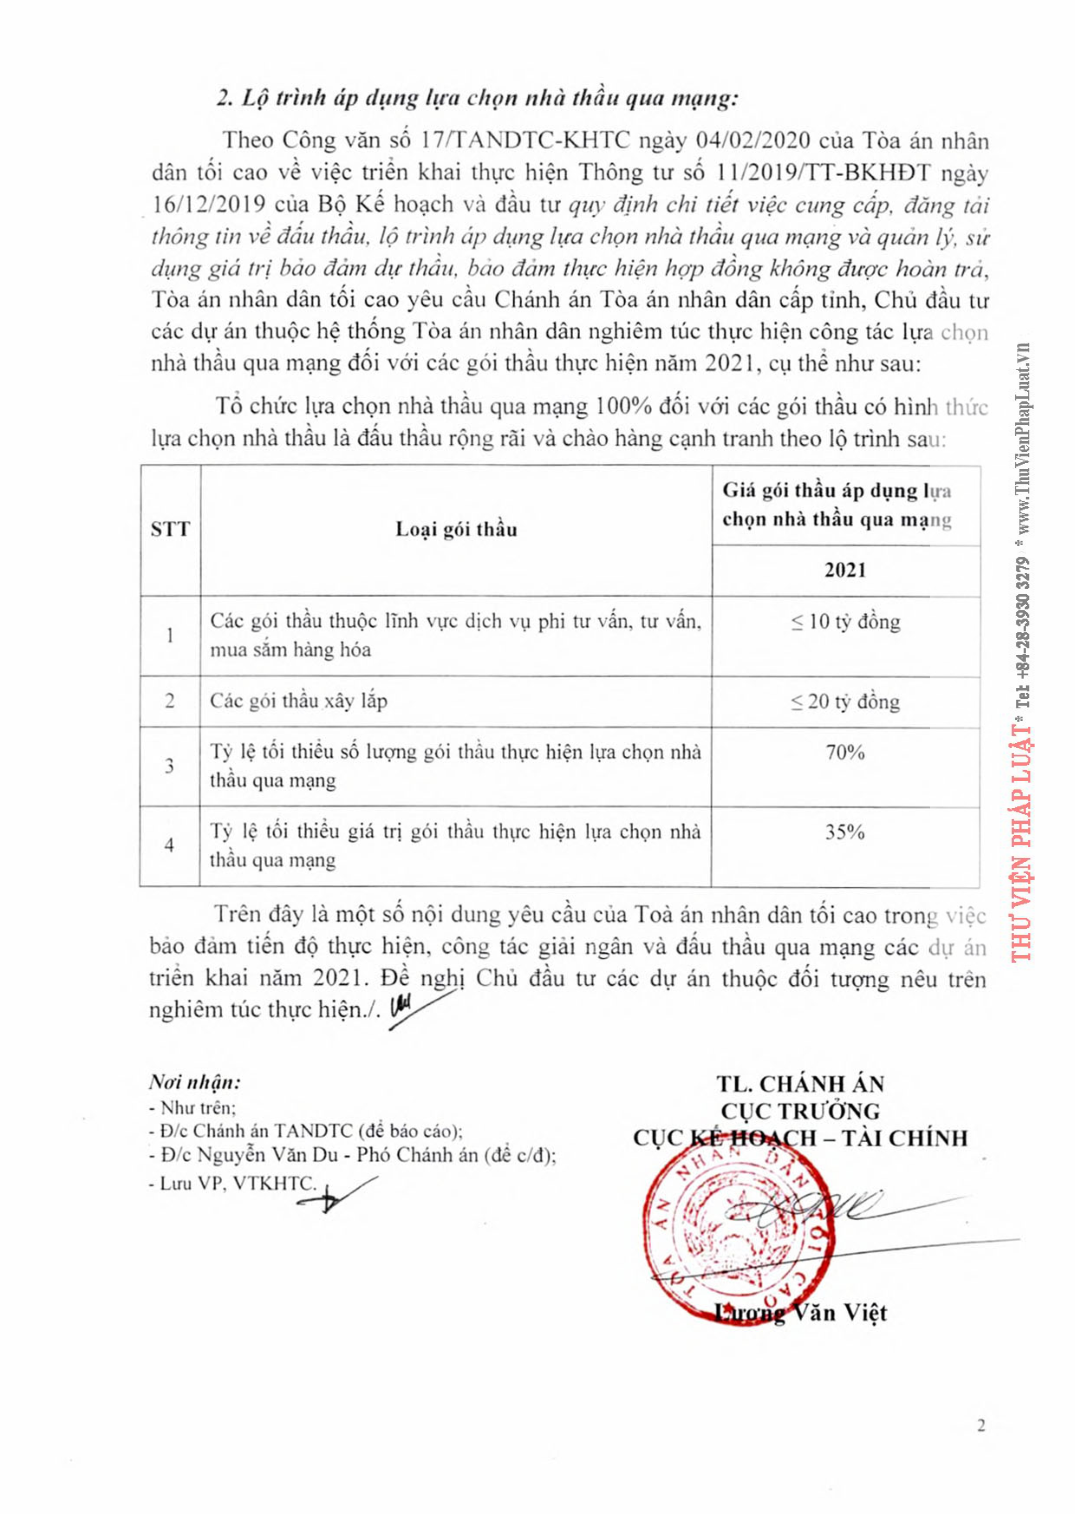 2. Lộ trình áp dụng lựa chọn nhà thầu qua mạng:
Theo Công văn số 17/TANDTC-KHTC ngày 04/02/2020 của Tòa án nhân
dân tối cao về việc triển khai thực hiện Thông tư số 11/2019/TT-BKHĐT ngày
16/12/2019 của Bộ Kế hoạch và đầu tư quy định chi tiết việc cung cấp, đăng tải
thông tin về đấu thầu, lộ trình áp dụng lựa chọn nhà thầu qua mạng và quản lý, sử
dụng giá trị bảo đảm dự thầu, bảo đảm thực hiện hợp đồng không được hoàn trả,
Tòa án nhân dân tối cao yêu cầu Chánh án Tòa án nhân dân cấp tỉnh, Chủ đầu tư
các dự án thuộc hệ thống Tòa án nhân dân nghiêm túc thực hiện công tác lựa chọn
nhà thầu qua mạng đối với các gói thầu thực hiện năm 2021, cụ thể như sau:
Tổ chức lựa chọn nhà thầu qua mạng 100% đối với các gói thầu có hình thức
lựa chọn nhà thầu là đấu thầu rộng rãi và chào hàng cạnh tranh theo lộ trình sau:
STT
Loại gói thầu
Giá gói thầu áp dụng lựa
chọn nhà thầu qua mạng
2021
1
Các gói thầu thuộc lĩnh vực dịch vụ phi tư vấn, tư vấn,
mua sắm hàng hóa
≤ 10 tỷ đồng
2
Các gói thầu xây lắp
≤ 20 tỷ đồng
3
Tỷ lệ tối thiểu số lượng gói thầu thực hiện lựa chọn nhà
thầu qua mạng
70%
4
Tỷ lệ tối thiểu giá trị gói thầu thực hiện lựa chọn nhà
thầu qua mạng
35%
Trên đây là một số nội dung yêu cầu của Toà án nhân dân tối cao trong việc
bảo đảm tiến độ thực hiện, công tác giải ngân và đấu thầu qua mạng các dự án
triển khai năm 2021. Đề nghị Chủ đầu tư các dự án thuộc đối tượng nêu trên
nghiêm túc thực hiện./.
Nơi nhận:
- Như trên;
- Đ/c Chánh án TANDTC (để báo cáo);
- Đ/c Nguyễn Văn Du - Phó Chánh án (để c/đ);
- Lưu VP, VTKHTC.
TL. CHÁNH ÁN
CỤC TRƯỞNG
CỤC KẾ HOẠCH – TÀI CHÍNH
TÒA ÁN NHÂN DÂN TỐI CAO
Lương Văn Việt
2
THƯ VIỆN PHÁP LUẬT * Tel: +84-28-3930 3279 * www.ThuVienPhapLuat.vn